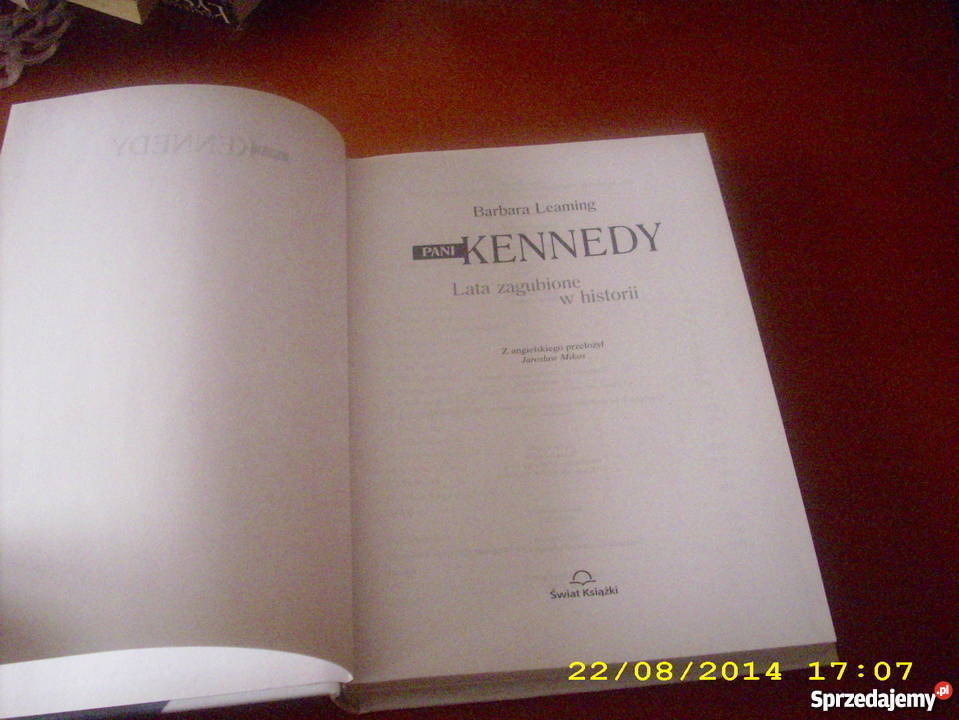 Barbara Leaming
PANI KENNEDY
Lata zagubione
w historii
Z angielskiego przełożył
Jarosław Mikos
Świat Książki
22/08/2014 17:07
Sprzedajemy.pl